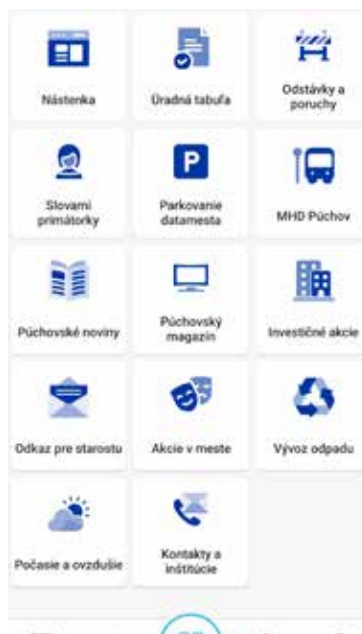 Nástenka
Úradná tabuľa
Odstávky a
poruchy
Slovami
primátorky
P
Parkovanie
datamesta
MHD Púchov
Púchovské noviny
Púchovský
magazín
Investičné akcie
Odkaz pre starostu
Akcie v meste
Vývoz odpadu
Počasie a ovzdušie
Kontakty a
inštitúcie